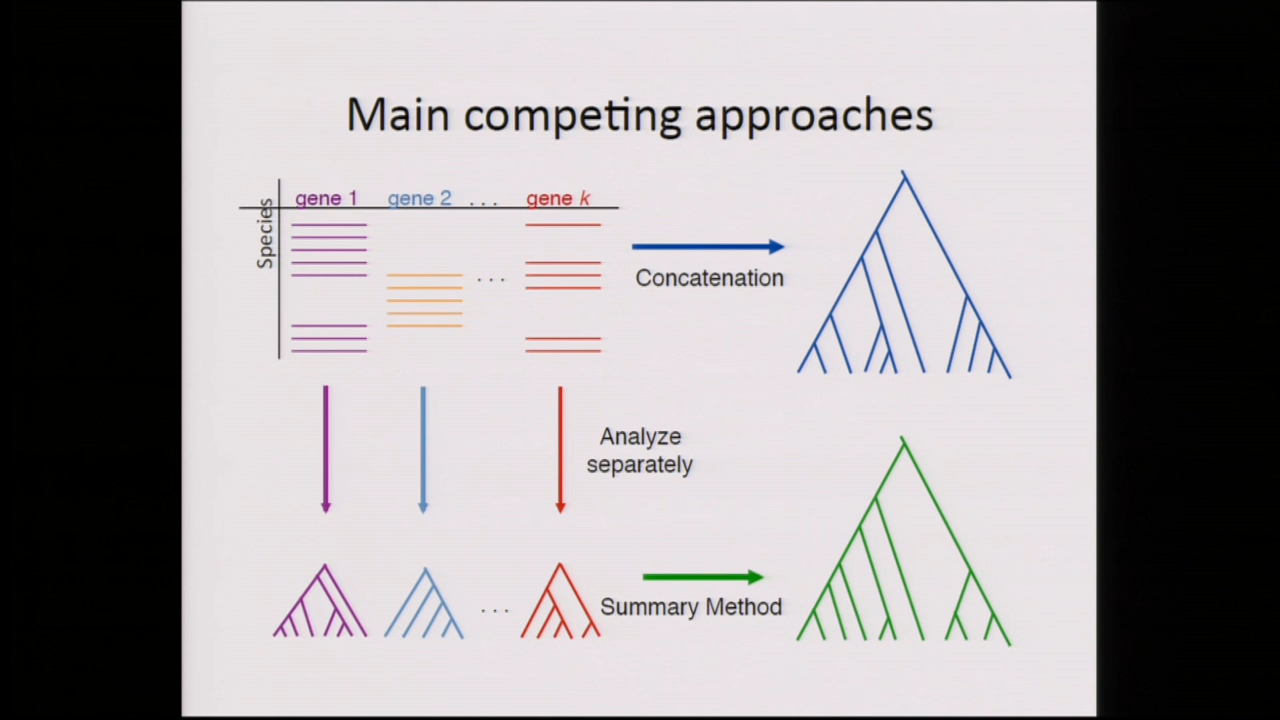 Main competing approaches
Species
gene 1 gene 2 . . . gene k
. . .
Concatenation
Analyze
separately
. . .
Summary Method